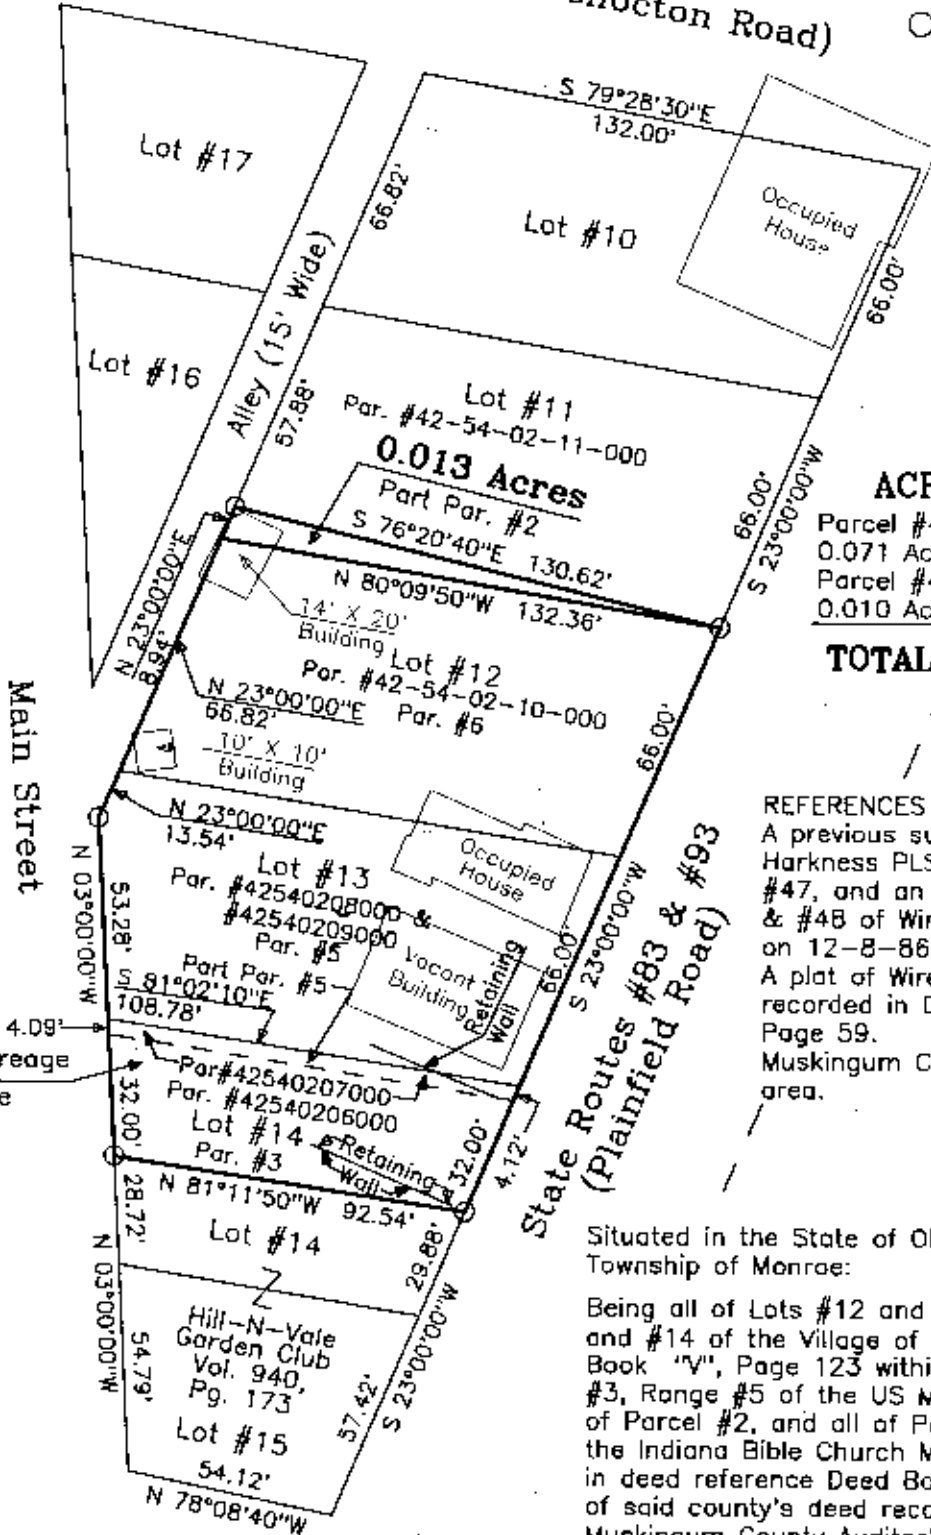 Road)
S 79°28'30"E
132.00'
Lot #17
66.82'
Lot #10
Occupied
House
66.00'
Alley (15' Wide)
Lot #16
57.88'
Lot #11
Par. #42-54-02-11-000
0.013 Acres
Part Par. #2
S 76°20'40"E 130.62'
N 80°09'50"W 132.36'
66.00'
S 23°00'00"W
Parcel
0.071
Parcel
0.010
TOTAL
N 23°00'00"E
8.94'
14' X 20'
Building
Lot #12
Par. #42-54-02-10-000
Par. #6
N 23°00'00"E
66.82'
66.00'
10' X 10'
Building
Main Street
N 23°00'00"E
13.54'
Lot #13
Par. #42540208000 &
#42540209000
Par. #5
Part Par. #5
Occupied
House
Vacant
Building
Retaining
Wall
66.00'
S 23°00'00"W
N 03°00'00"W
53.28'
S 81°02'10"E
108.78'
4.09'
Par#42540207000
Par. #42540206000
Lot #14
Par. #3
Retaining
Wall
32.00'
32.00'
4.12'
State Routes #83 & #93
(Plainfield Road)
N 81°11'50"W 92.54'
28.72'
Lot #14
29.88'
N 03°00'00"W
54.79'
Hill-N-Vale
Garden Club
Vol. 940,
Pg. 173
Lot #15
57.42'
S 23°00'00"W
54.12'
N 78°08'40"W
REFERENCES
A previous
Harkness PLS
#47, and an
& #48 of
on 12-8-86
A plat of
recorded in
Page 59.
Muskingum
area.
Situated in the State of
Township of Monroe:
Being all of Lots #12 and
and #14 of the Village of
Book "V", Page 123
#3, Range #5 of the US
of Parcel #2, and all of
the Indiana Bible Church
in deed reference Deed
of said county's deed
Muskingum County